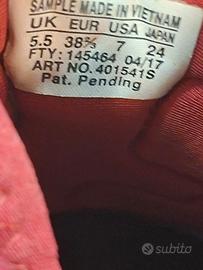 SAMPLE MADE IN VIETNAM
UK EUR USA JAPAN
5.5 38⅔ 7 24
FTY: 145464 04/17
ART NO. 401541S
Pat. Pending
subito